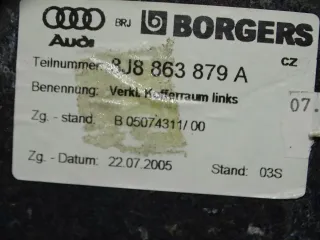 Audi BRJ BORGERS
Teilnummer: 8J8 863 879 A CZ
Benennung: Verkl. Kofferraum links
07.
Zg. - stand. B 05074311/ 00
Zg. - Datum: 22.07.2005 Stand: 03S